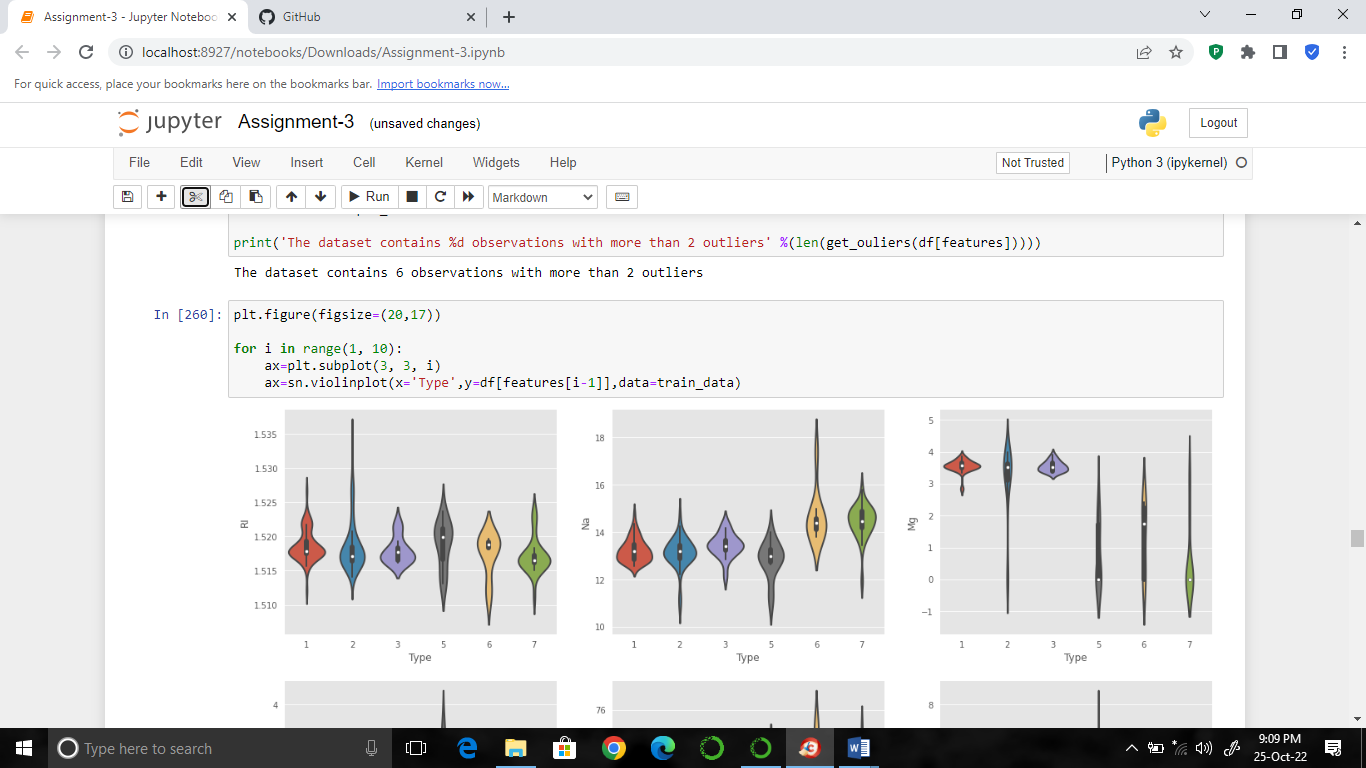 Assignment-3 - Jupyter Noteboo
GitHub
localhost:8927/notebooks/Downloads/Assignment-3.ipynb
For quick access, place your bookmarks here on the bookmarks bar. Import bookmarks now...
jupyter Assignment-3 (unsaved changes)
Logout
File Edit View Insert Cell Kernel Widgets Help
Not Trusted Python 3 (ipykernel)
Run Markdown
print('The dataset contains %d observations with more than 2 outliers' %(len(get_ouliers(df[features]))))
The dataset contains 6 observations with more than 2 outliers
In [260]: plt.figure(figsize=(20,17))
for i in range(1, 10):
ax=plt.subplot(3, 3, i)
ax=sn.violinplot(x='Type',y=df[features[i-1]],data=train_data)
1.535
1.530
1.525
1.520
1.515
1.510
RI
1 2 3 5 6 7
Type
18
16
14
12
10
Na
1 2 3 5 6 7
Type
5
4
3
2
1
0
−1
Mg
1 2 3 5 6 7
Type
4
76
8
Type here to search
9:09 PM
25-Oct-22